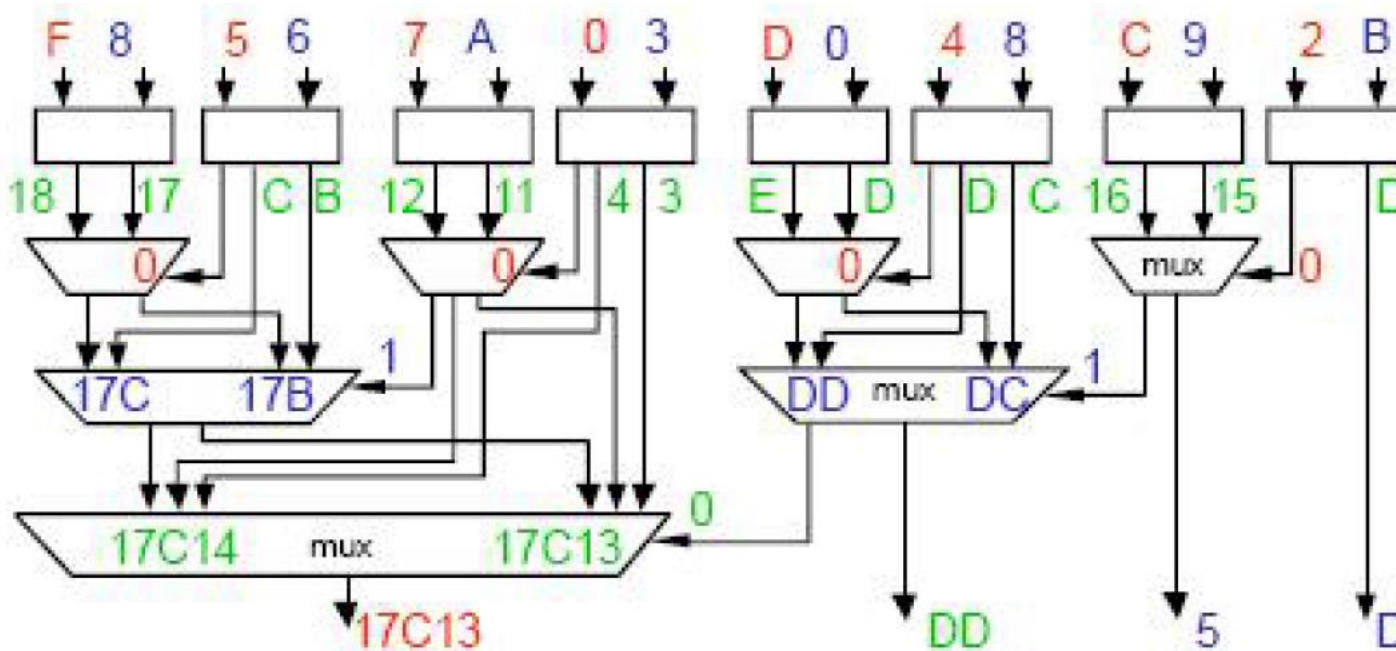 F 8 5 6 7 A 0 3 D 0 4 8 C 9 2 B
18 17 C B 12 11 4 3 E D D C 16 15 D
0 0 0 mux 0
1 1
17C 17B DD mux DC
0
17C14 mux 17C13
17C13 DD 5 D